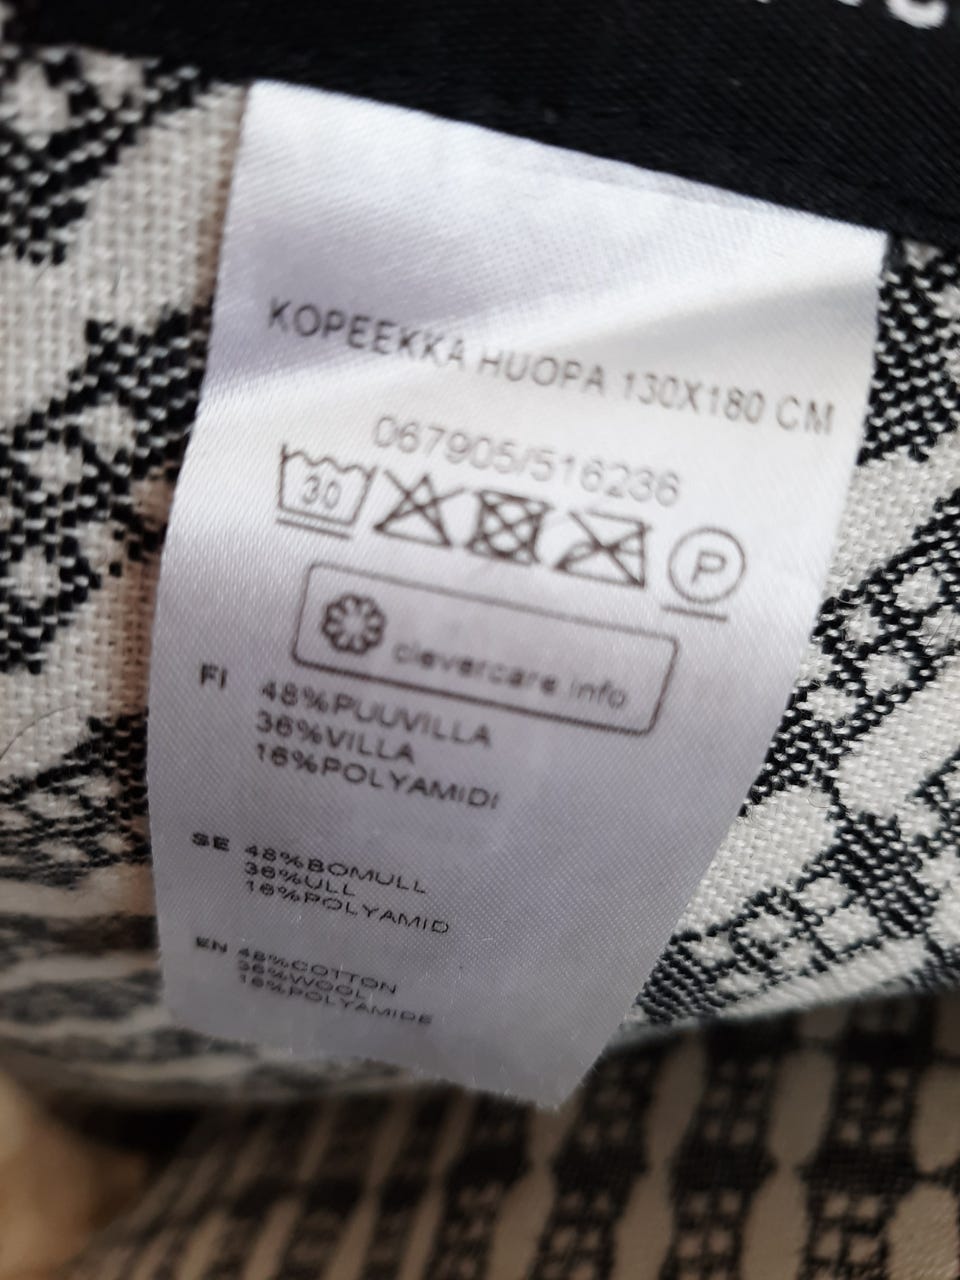 KOPEEKKA HUOPA 130X180 CM
067905/516236
30 P
clevercare.info
FI 48%PUUVILLA
36%VILLA
16%POLYAMIDI
SE 48%BOMULL
36%ULL
16%POLYAMID
EN 48%COTTON
36%WOOL
16%POLYAMIDE